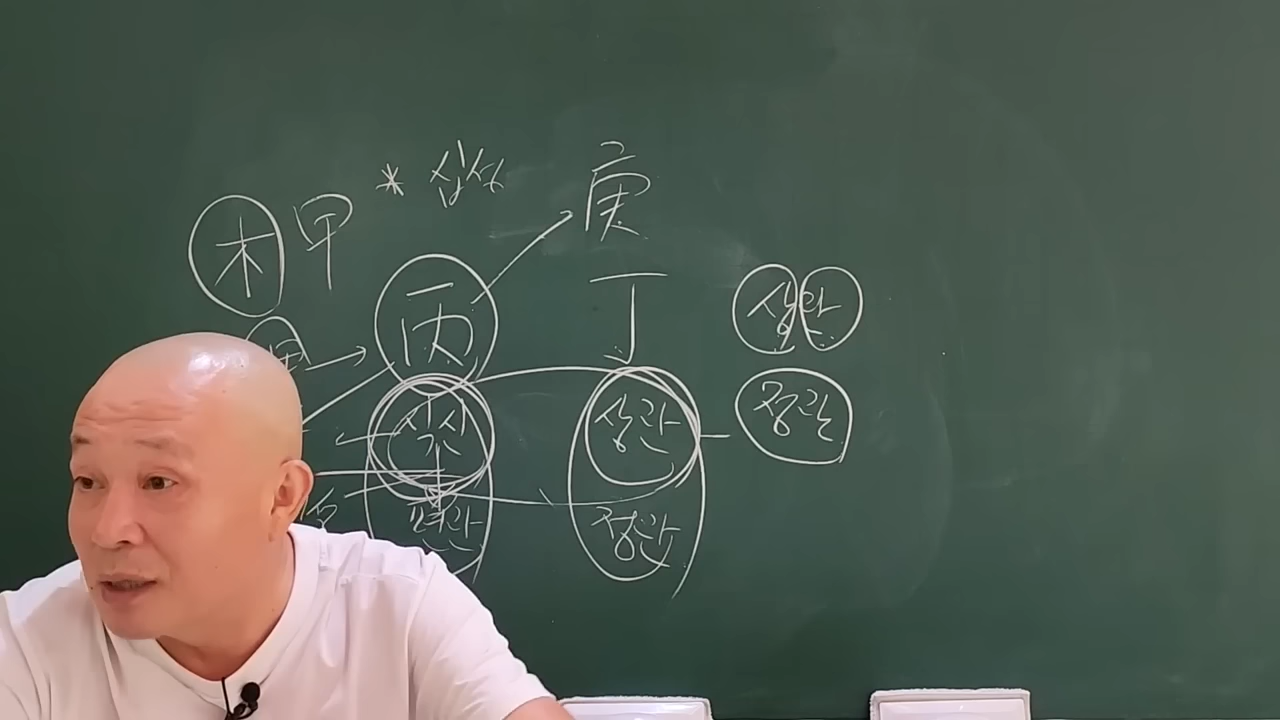 * 십성 庚
木 甲
丙 丁 상관
식신 상관 정관
편관 정관